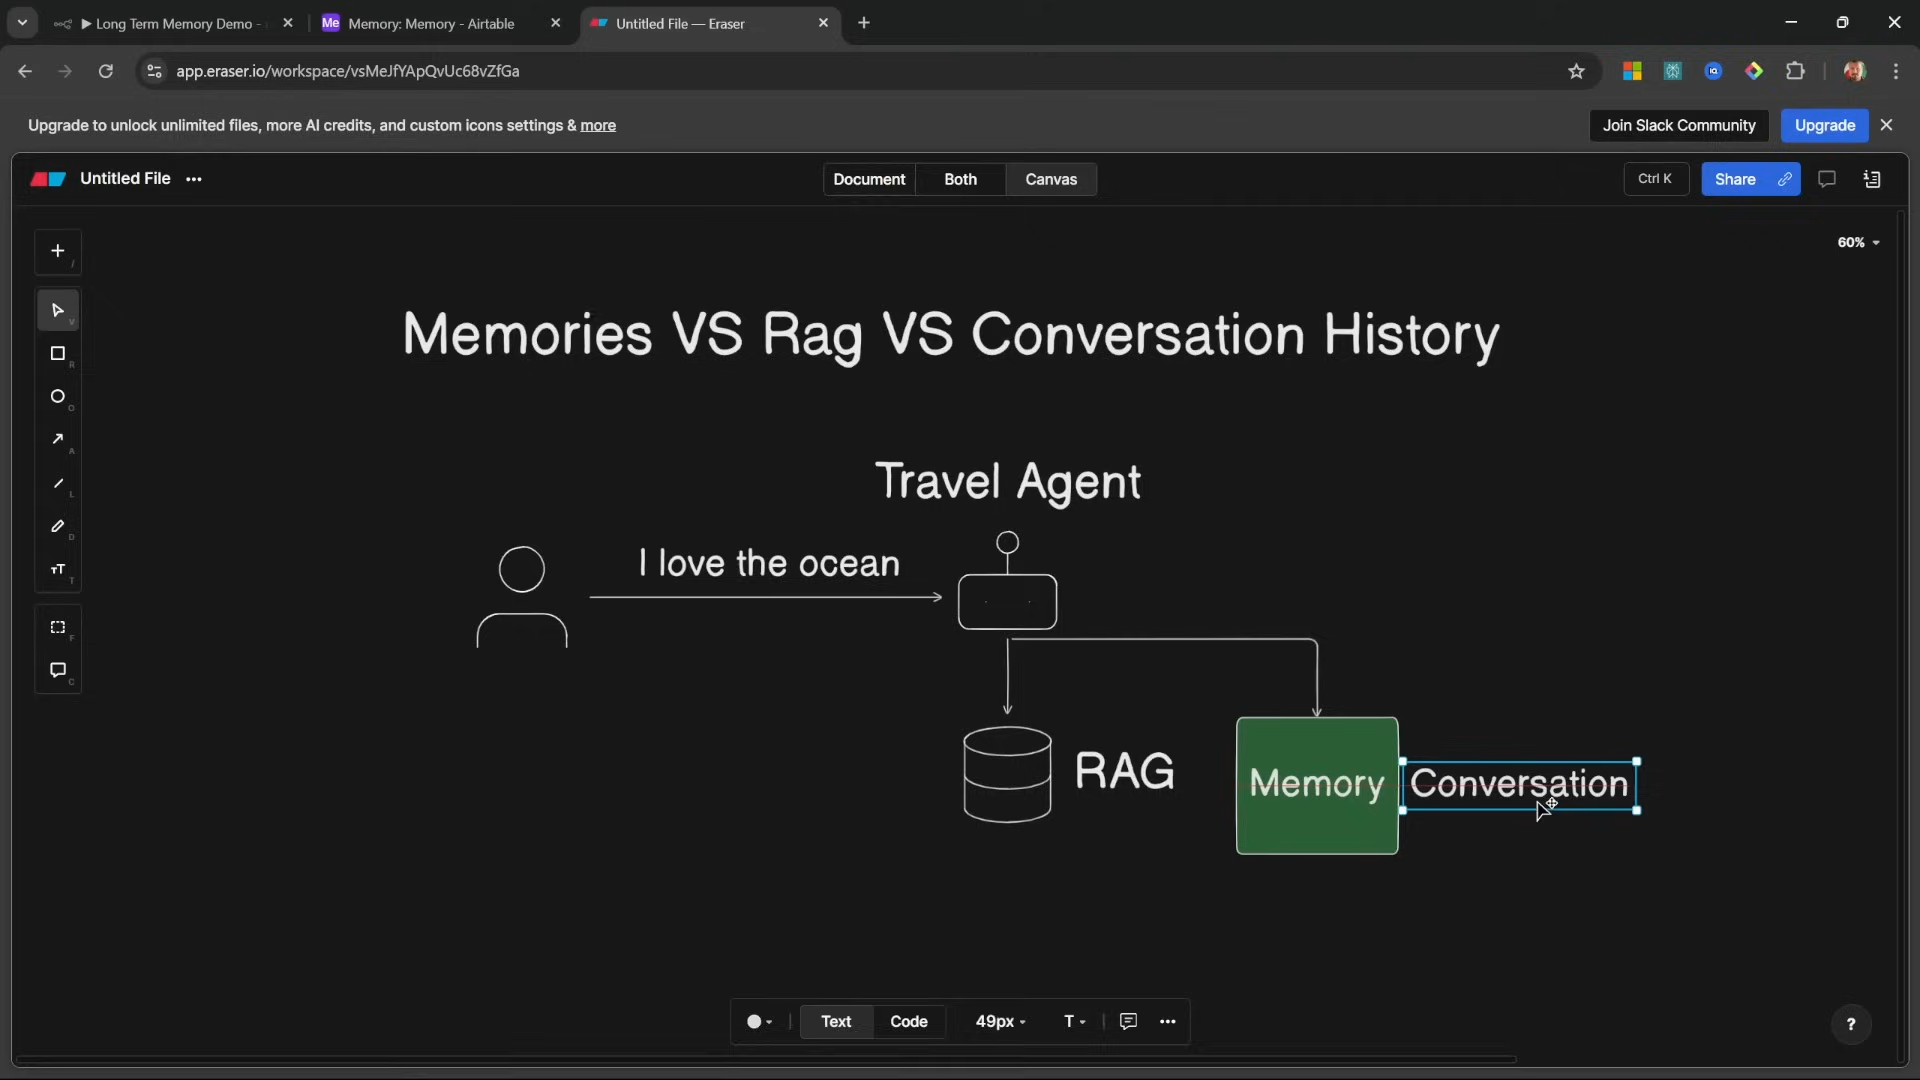 Long Term Memory Demo -
Me Memory: Memory - Airtable
Untitled File — Eraser
app.eraser.io/workspace/vsMeJfYApQvUc68vZfGa
Upgrade to unlock unlimited files, more AI credits, and custom icons settings & more
Join Slack Community
Upgrade
Untitled File
Document
Both
Canvas
Ctrl K
Share
60%
Memories VS Rag VS Conversation History
Travel Agent
I love the ocean
RAG
Memory
Conversation
/
V
R
O
A
L
D
T
F
C
Text
Code
49px
T
?